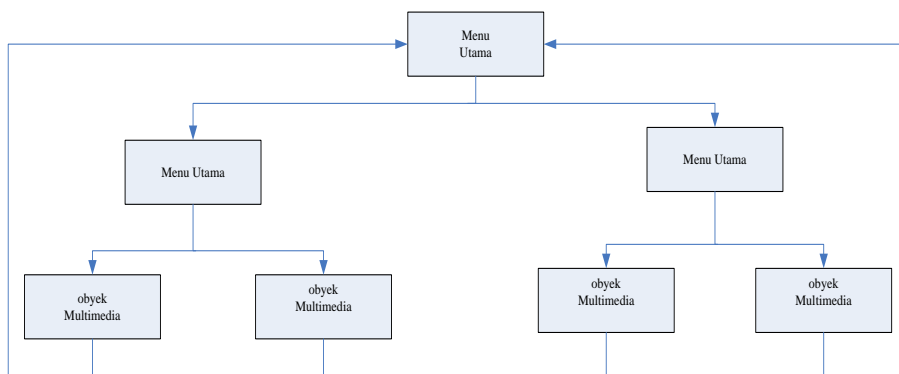 Menu
Utama
Menu Utama
Menu Utama
obyek
Multimedia
obyek
Multimedia
obyek
Multimedia
obyek
Multimedia